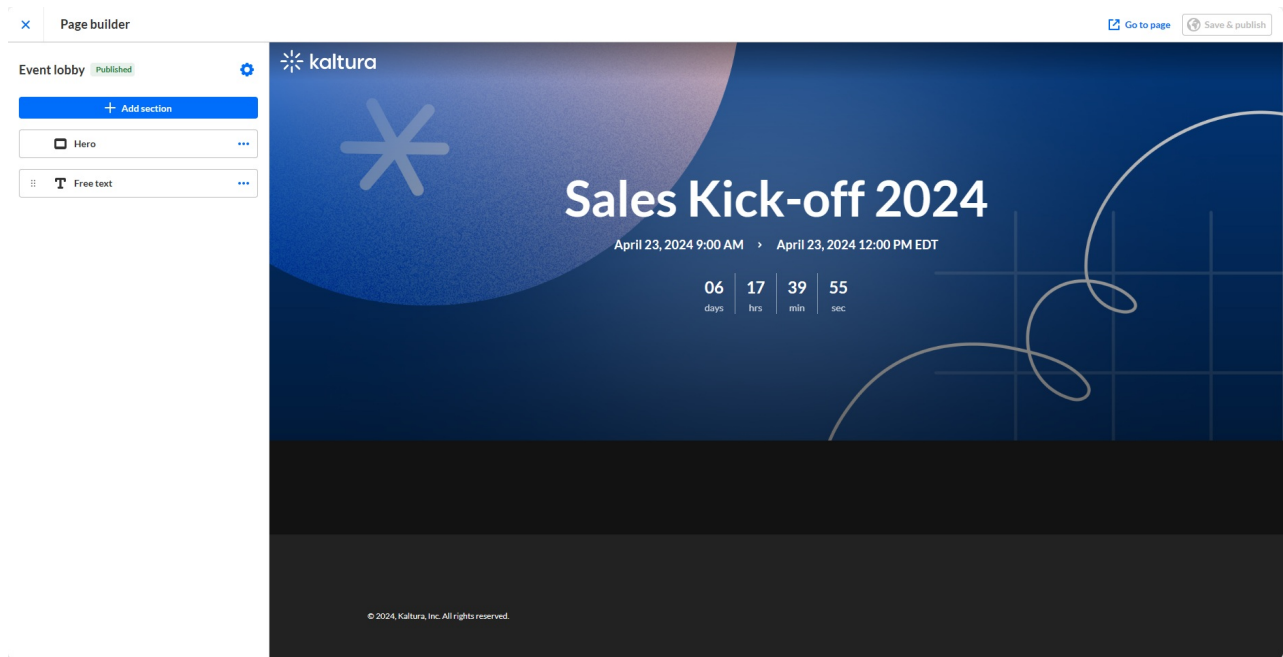 Page builder
Go to page
Save & publish
Event lobby Published
+ Add section
Hero
Free text
kaltura
Sales Kick-off 2024
April 23, 2024 9:00 AM > April 23, 2024 12:00 PM EDT
06 17 39 55
days hrs min sec
© 2024, Kaltura, Inc. All rights reserved.